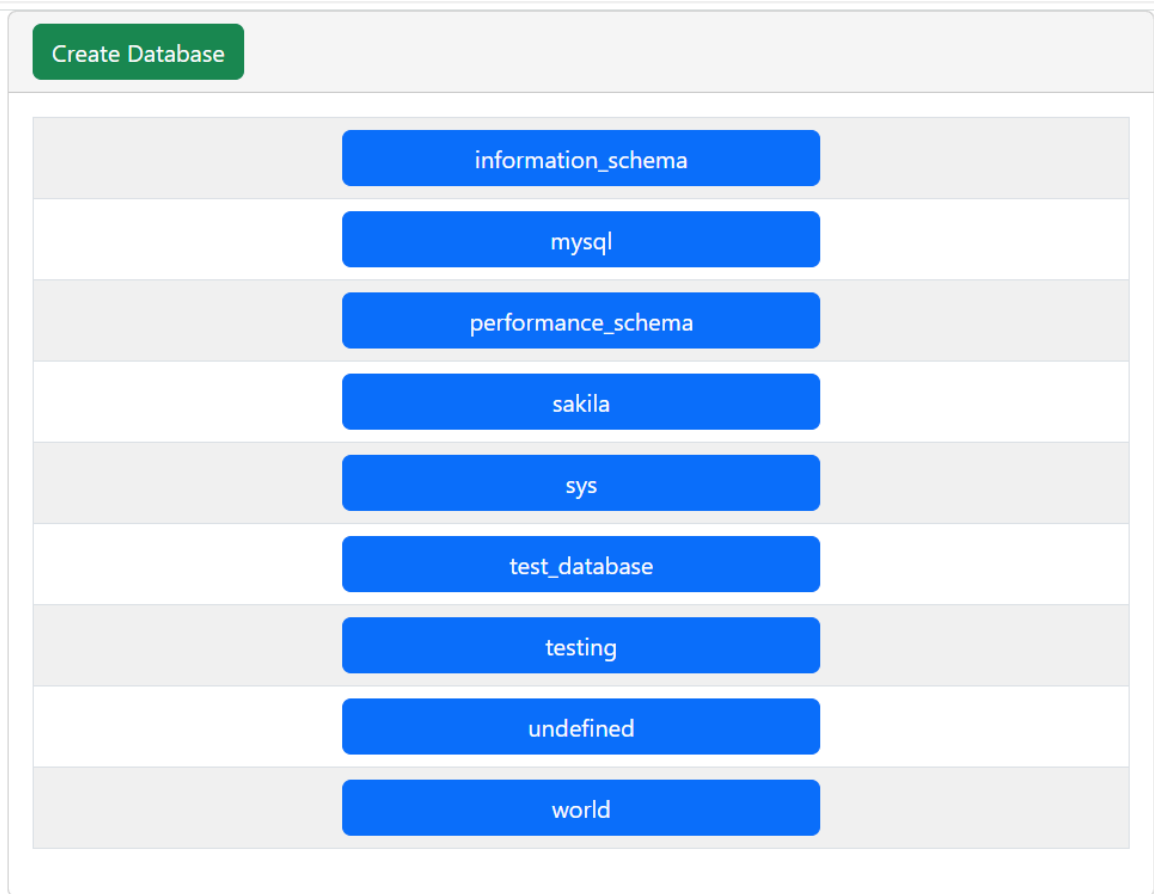 Create Database
information_schema
mysql
performance_schema
sakila
sys
test_database
testing
undefined
world